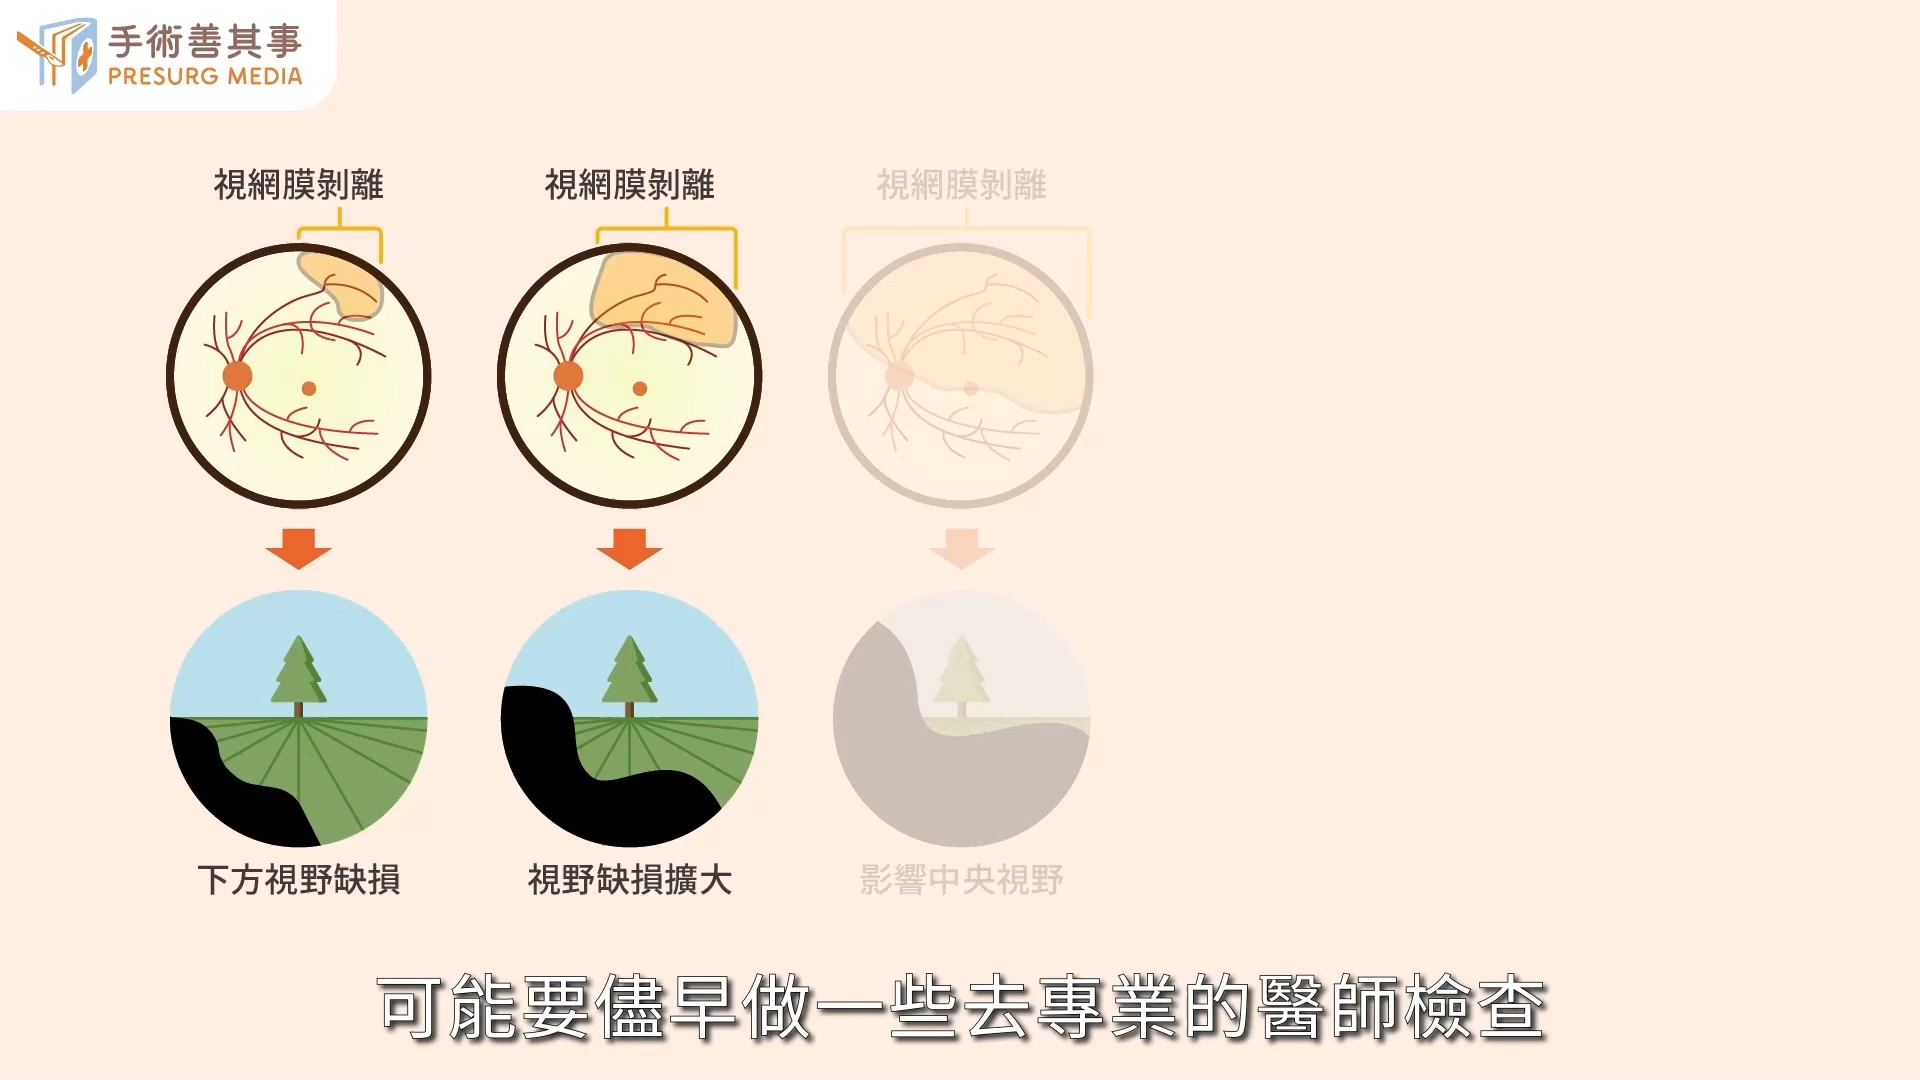 手術善其事
PRESURG MEDIA
視網膜剝離
視網膜剝離
視網膜剝離
下方視野缺損
視野缺損擴大
影響中央視野
可能要儘早做一些去專業的醫師檢查